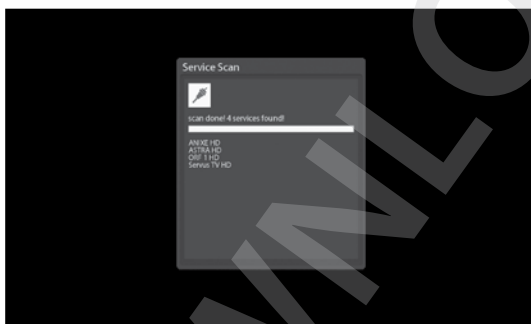 Service Scan
scan done! 4 services found!
ANIXE HD
ASTRA HD
ORF 1 HD
Servus TV HD